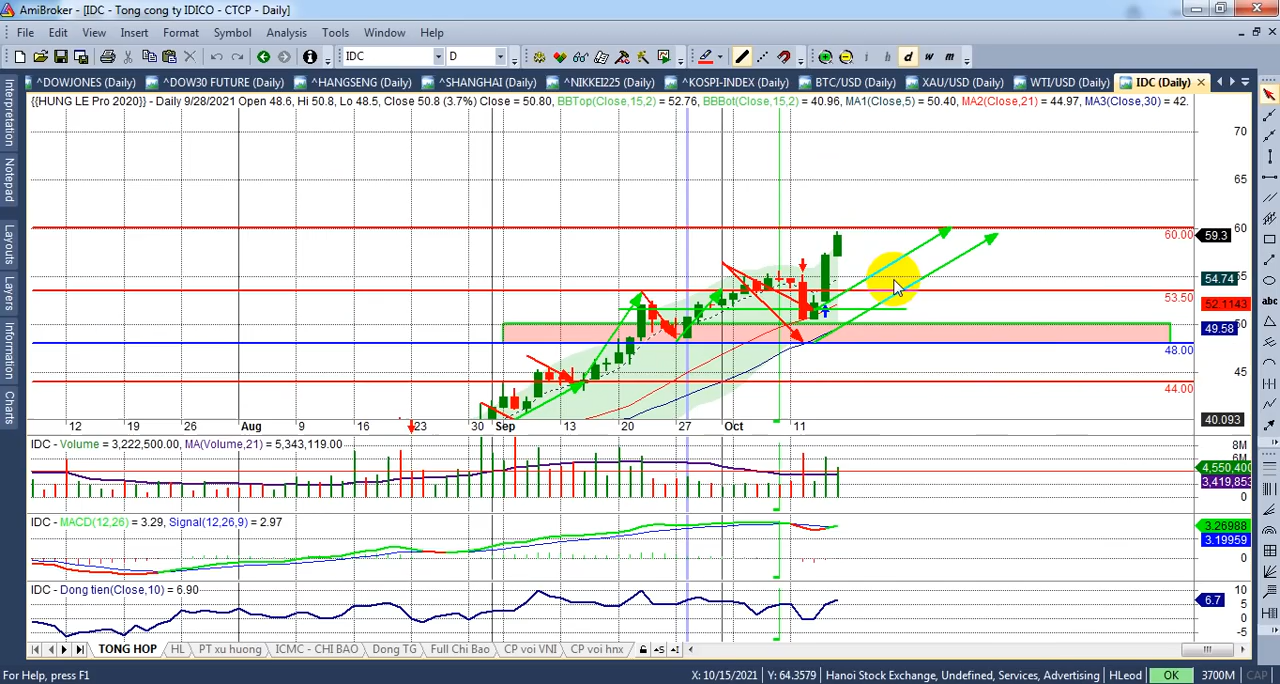 AmiBroker - [IDC - Tong cong ty IDICO - CTCP - Daily]
File Edit View Insert Format Symbol Analysis Tools Window Help
IDC D i h d w m
^DOWJONES (Daily) ^DOW30 FUTURE (Daily) ^HANGSENG (Daily) ^SHANGHAI (Daily) ^NIKKEI225 (Daily) ^KOSPI-INDEX (Daily) BTC/USD (Daily) XAU/USD (Daily) WTI/USD (Daily) IDC (Daily)
{{HUNG LE Pro 2020}} - Daily 9/28/2021 Open 48.6, Hi 50.8, Lo 48.5, Close 50.8 (3.7%) Close = 50.80, BBTop(Close,15,2) = 52.76, BBBot(Close,15,2) = 40.96, MA1(Close,5) = 50.40, MA2(Close,21) = 44.97, MA3(Close,30) = 42.
Interpretation
Notepad
Layouts
Layers
Information
Charts
abc
70
65
60
60.00
59.3
55
54.74
53.50
52.1143
50
49.58
48.00
45
44.00
40.093
12 19 26 Aug 9 16 23 30 Sep 13 20 27 Oct 11
IDC - Volume = 3,222,500.00, MA(Volume,21) = 5,343,119.00
8M
6M
4,550,400
3,419,853
0
IDC - MACD(12,26) = 3.29, Signal(12,26,9) = 2.97
3.26988
3.19959
0
IDC - Dong tien(Close,10) = 6.90
10
6.7
5
0
-5
TONG HOP HL PT xu huong ICMC - CHI BAO Dong TG Full Chi Bao CP voi VNI CP voi hnx
For Help, press F1 X: 10/15/2021 Y: 64.3579 Hanoi Stock Exchange, Undefined, Services, Advertising HLeod OK 3700M CAP